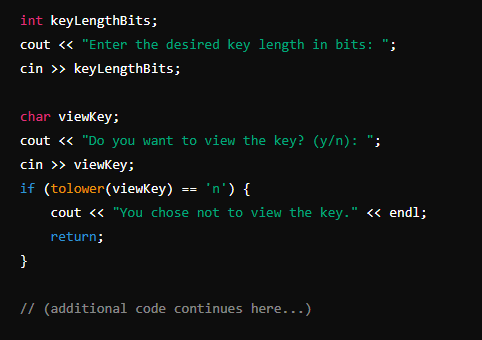 int keyLengthBits;
cout << "Enter the desired key length in bits: ";
cin >> keyLengthBits;

char viewKey;
cout << "Do you want to view the key? (y/n): ";
cin >> viewKey;
if (tolower(viewKey) == 'n') {
    cout << "You chose not to view the key." << endl;
    return;
}

// (additional code continues here...)